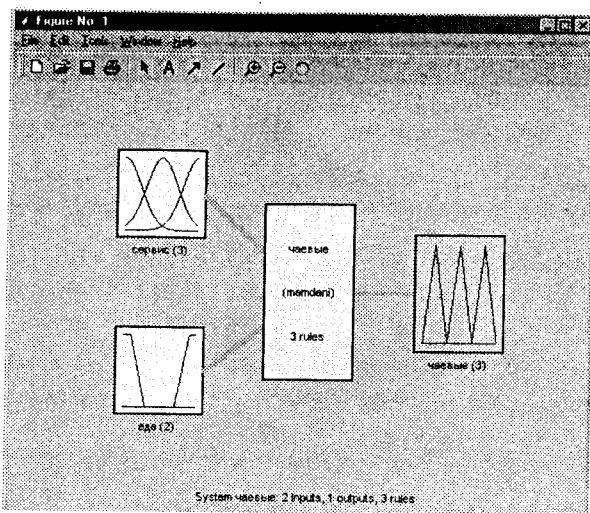 Figure No. 1
File Edit Tools Window Help
сервис (3)
чаевые
(mamdani)
3 rules
чаевые (3)
еда (2)
System чаевые: 2 inputs, 1 outputs, 3 rules